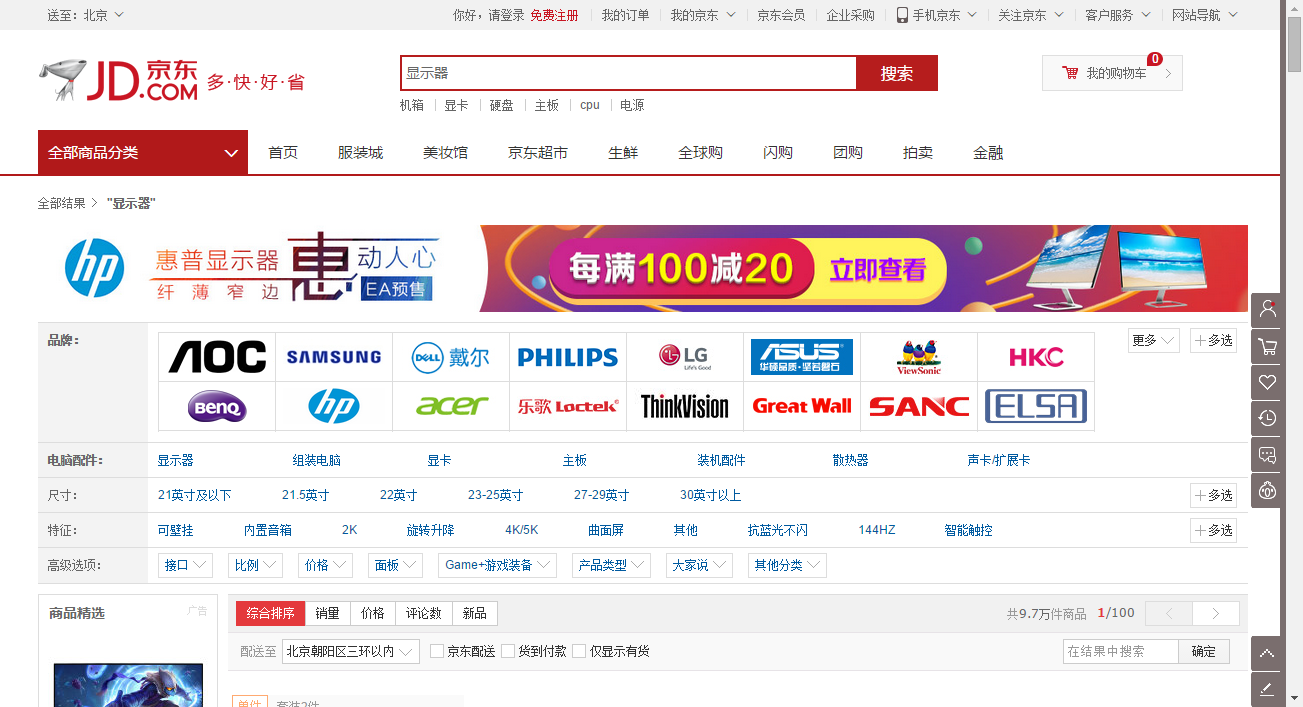 送至：北京
你好，请登录 免费注册 我的订单 我的京东 京东会员 企业采购 手机京东 关注京东 客户服务 网站导航
JD.COM 京东 多·快·好·省
显示器 搜索
0
我的购物车
机箱 显卡 硬盘 主板 cpu 电源
全部商品分类 首页 服装城 美妆馆 京东超市 生鲜 全球购 闪购 团购 拍卖 金融
全部结果 > "显示器"
hp 惠普显示器 惠 动人心
纤薄窄边 EA预售
每满100减20 立即查看
品牌： 更多 多选
AOC SAMSUNG DELL 戴尔 PHILIPS LG Life's Good ASUS 华硕品质·坚若磐石 ViewSonic HKC
BenQ hp acer 乐歌 Loctek ThinkVision Great Wall SANC ELSA
电脑配件： 显示器 组装电脑 显卡 主板 装机配件 散热器 声卡/扩展卡
尺寸： 21英寸及以下 21.5英寸 22英寸 23-25英寸 27-29英寸 30英寸以上 多选
特征： 可壁挂 内置音箱 2K 旋转升降 4K/5K 曲面屏 其他 抗蓝光不闪 144HZ 智能触控 多选
高级选项： 接口 比例 价格 面板 Game+游戏装备 产品类型 大家说 其他分类
商品精选 广告
综合排序 销量 价格 评论数 新品 共9.7万件商品 1/100 < >
配送至 北京朝阳区三环以内 京东配送 货到付款 仅显示有货 在结果中搜索 确定
单件 套装2件